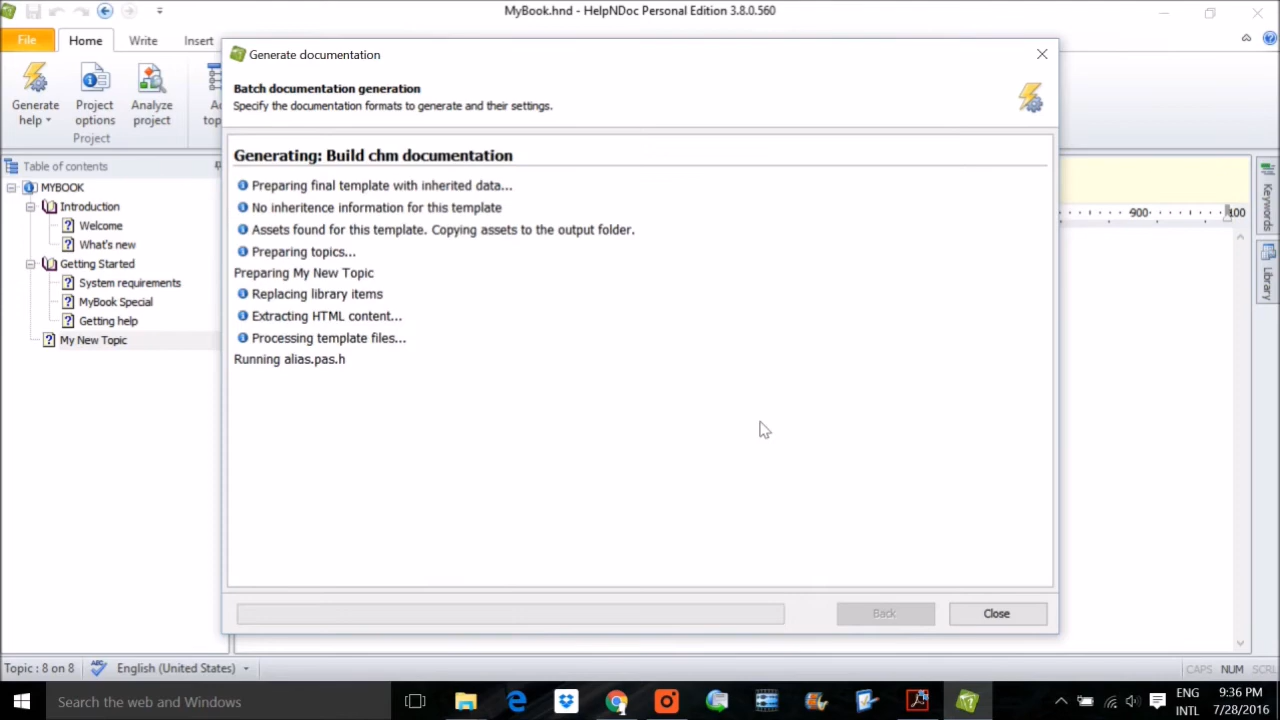 MyBook.hnd - HelpNDoc Personal Edition 3.8.0.560
File
Home
Write
Insert
Generate help
Project options
Analyze project
Project
Table of contents
MYBOOK
Introduction
Welcome
What's new
Getting Started
System requirements
MyBook Special
Getting help
My New Topic
Generate documentation
Batch documentation generation
Specify the documentation formats to generate and their settings.
Generating: Build chm documentation
Preparing final template with inherited data...
No inheritence information for this template
Assets found for this template. Copying assets to the output folder.
Preparing topics...
Preparing My New Topic
Replacing library items
Extracting HTML content...
Processing template files...
Running alias.pas.h
Back
Close
900
Keywords
Library
Topic : 8 on 8
English (United States)
CAPS
NUM
Search the web and Windows
ENG
INTL
9:36 PM
7/28/2016